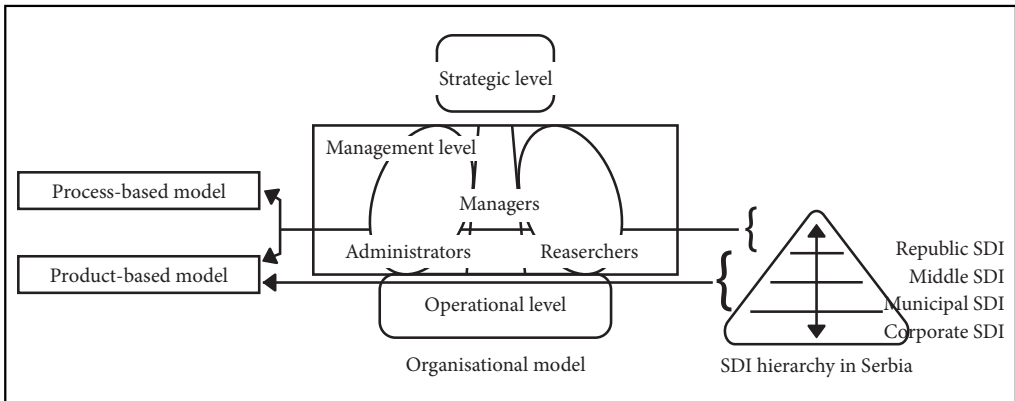 Strategic level
Management level
Process-based model
Managers
Administrators
Reaserchers
Republic SDI
Product-based model
Middle SDI
Operational level
Municipal SDI
Corporate SDI
Organisational model
SDI hierarchy in Serbia